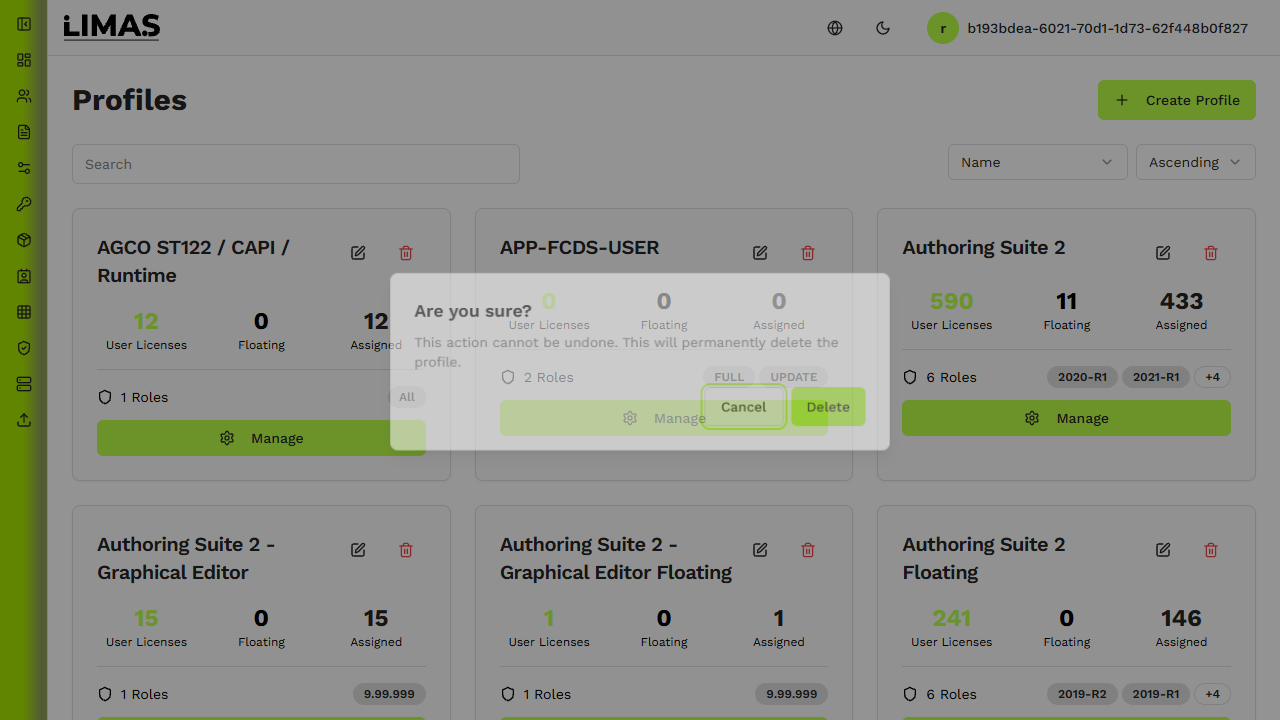 iLIMAS
r
b193bdea-6021-70d1-1d73-62f448b0f827
Profiles
Create Profile
Search
Name
Ascending
AGCO ST122 / CAPI /
Runtime
12
0
12
User Licenses
Floating
Assigned
1 Roles
All
Manage
APP-FCDS-USER
0
0
0
User Licenses
Floating
Assigned
2 Roles
FULL
UPDATE
Manage
Authoring Suite 2
590
11
433
User Licenses
Floating
Assigned
6 Roles
2020-R1
2021-R1
+4
Manage
Are you sure?
This action cannot be undone. This will permanently delete the
profile.
Cancel
Delete
Authoring Suite 2 -
Graphical Editor
15
0
15
User Licenses
Floating
Assigned
1 Roles
9.99.999
Authoring Suite 2 -
Graphical Editor Floating
1
0
1
User Licenses
Floating
Assigned
1 Roles
9.99.999
Authoring Suite 2
Floating
241
0
146
User Licenses
Floating
Assigned
6 Roles
2019-R2
2019-R1
+4